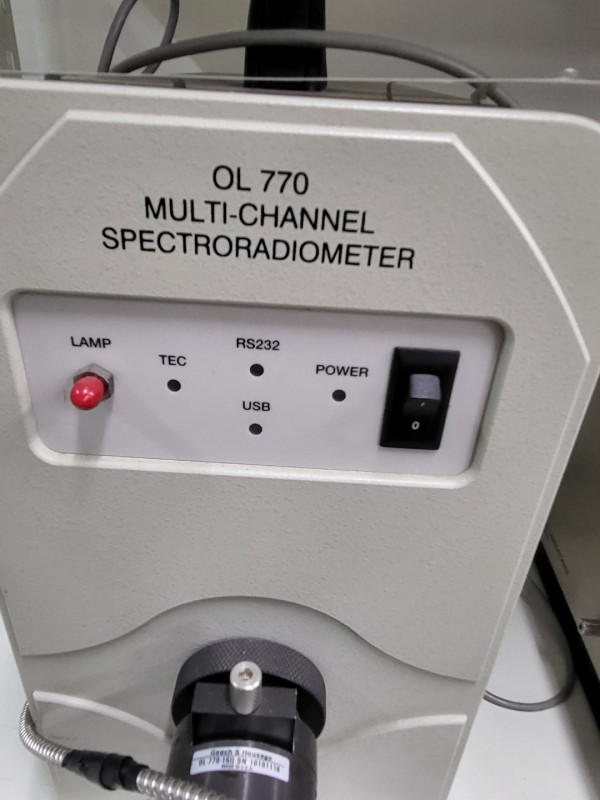 OL 770
MULTI-CHANNEL
SPECTRORADIOMETER
LAMP
TEC
RS232
POWER
USB
0
Gooch & Housego